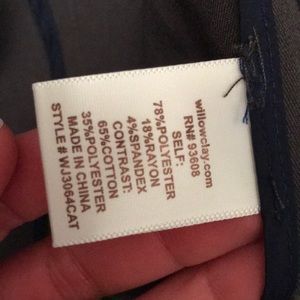 willowclay.com
RN# 93608
SELF:
78%POLYESTER
18%RAYON
4%SPANDEX
CONTRAST:
65%COTTON
35%POLYESTER
MADE IN CHINA
STYLE # WJ3064CAT